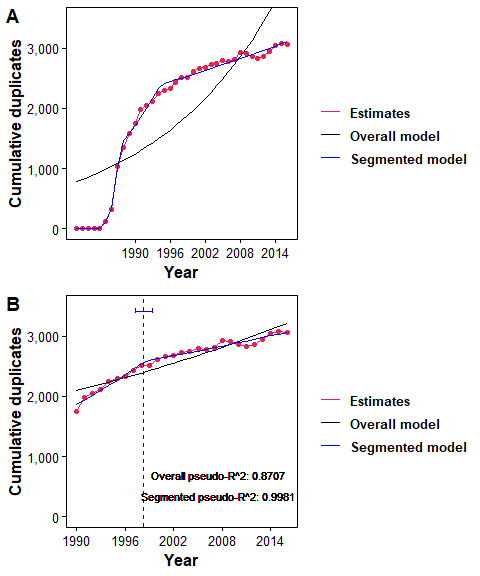 A
Cumulative duplicates
3,000
2,000
1,000
0
1990 1996 2002 2008 2014
Year
Estimates
Overall model
Segmented model
B
Cumulative duplicates
3,000
2,000
1,000
0
Overall pseudo-R^2: 0.8707
Segmented pseudo-R^2: 0.9981
1990 1996 2002 2008 2014
Year
Estimates
Overall model
Segmented model